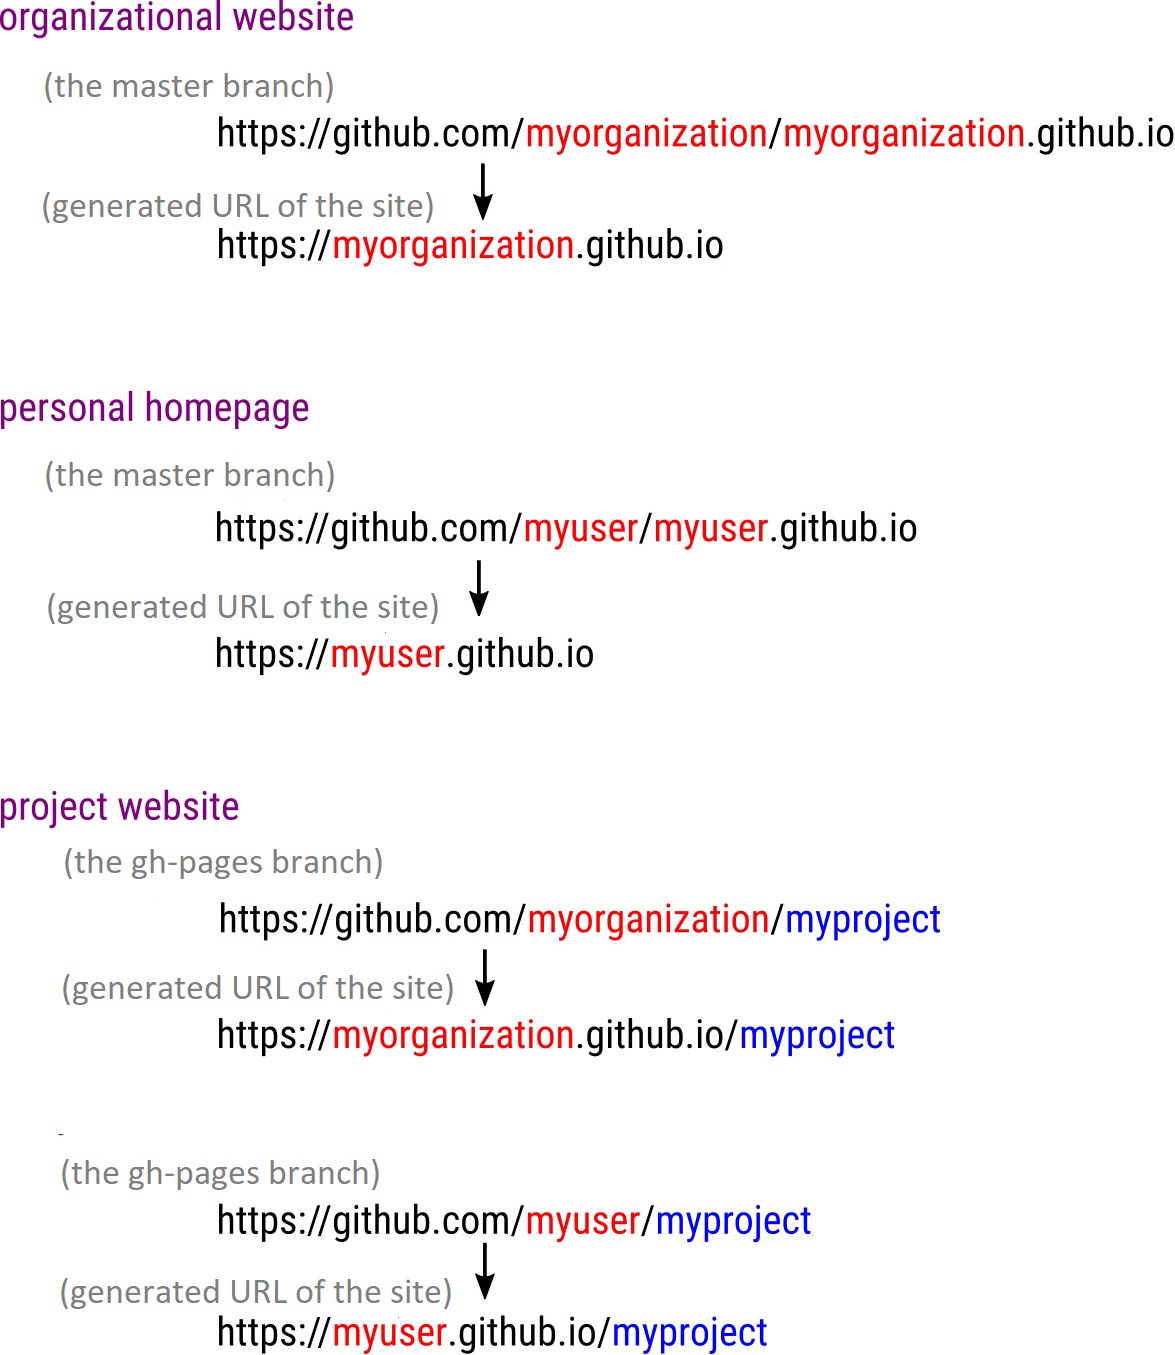 organizational website
(the master branch)
https://github.com/myorganization/myorganization.github.io
(generated URL of the site)
https://myorganization.github.io
personal homepage
(the master branch)
https://github.com/myuser/myuser.github.io
(generated URL of the site)
https://myuser.github.io
project website
(the gh-pages branch)
https://github.com/myorganization/myproject
(generated URL of the site)
https://myorganization.github.io/myproject
(the gh-pages branch)
https://github.com/myuser/myproject
(generated URL of the site)
https://myuser.github.io/myproject